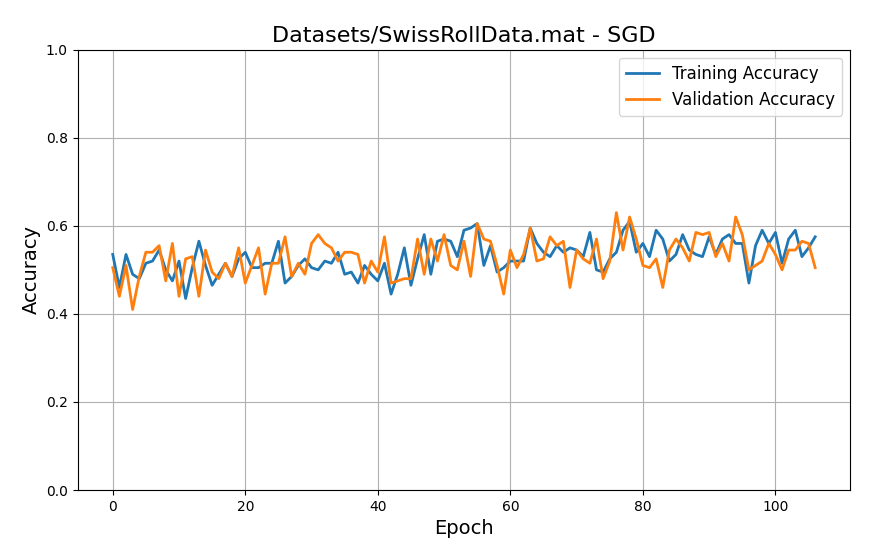 Datasets/SwissRollData.mat - SGD
Training Accuracy
Validation Accuracy
Accuracy
1.0
0.8
0.6
0.4
0.2
0.0
0 20 40 60 80 100
Epoch